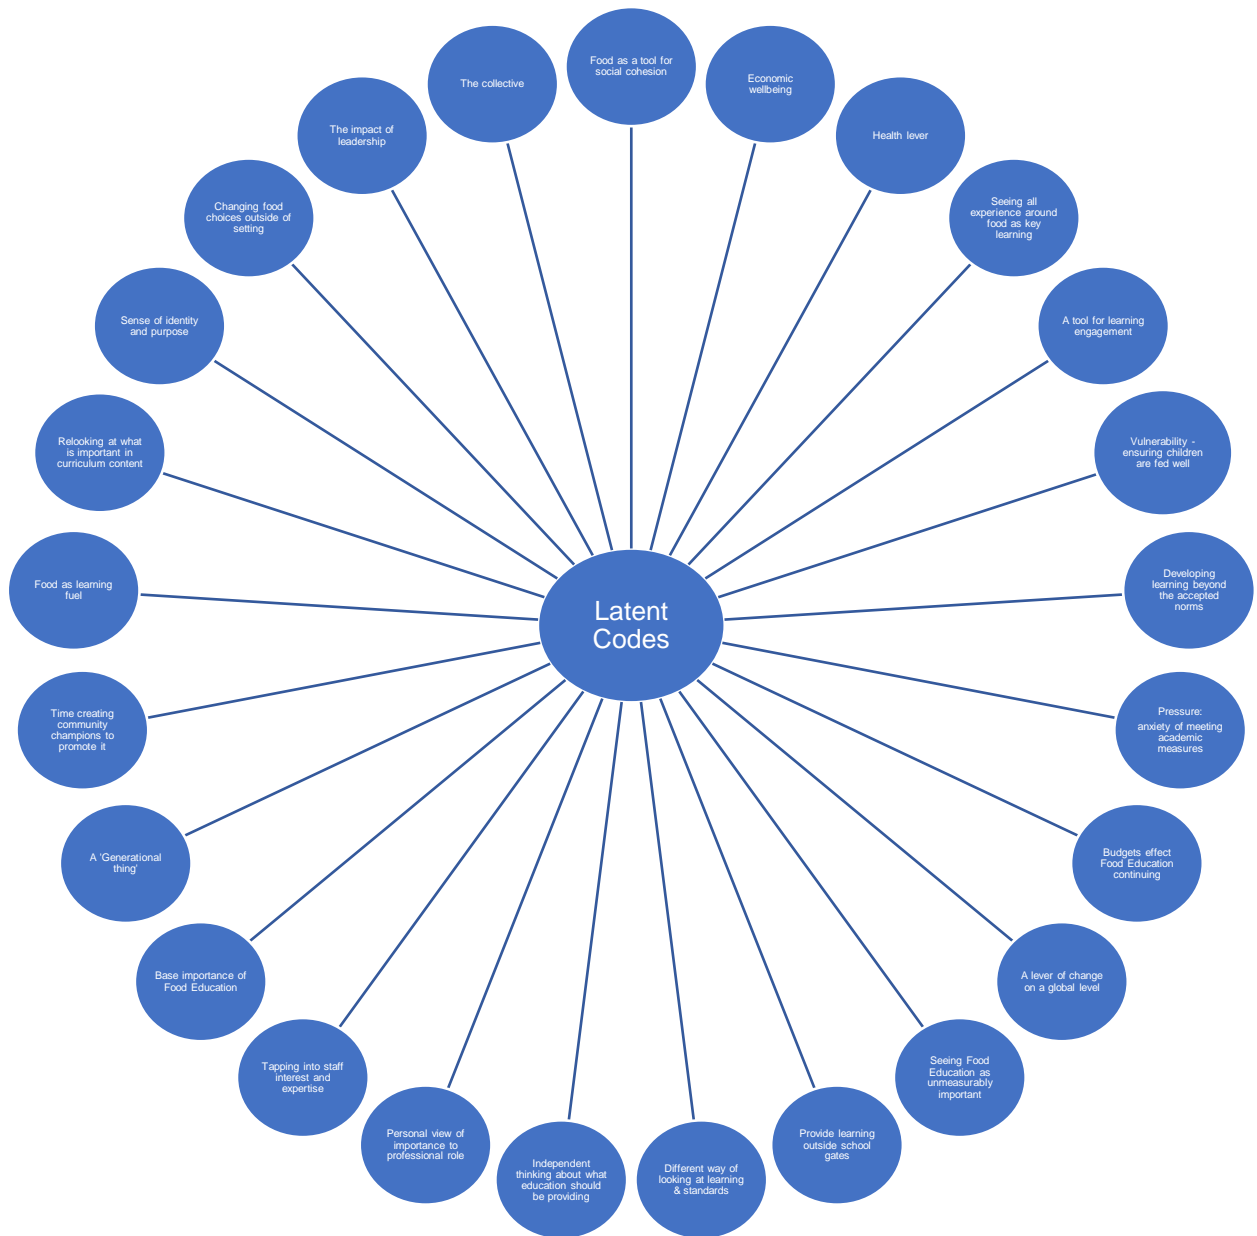 Food as a tool for
social cohesion
Economic
wellbeing
Health lever
Seeing all
experience around
food as key
learning
A tool for learning
engagement
Vulnerability -
ensuring children
are fed well
Developing
learning beyond
the accepted
norms
Pressure:
anxiety of meeting
academic
measures
Budgets effect
Food Education
continuing
A lever of change
on a global level
Seeing Food
Education as
unmeasurably
important
Provide learning
outside school
gates
Different way of
looking at learning
& standards
Independent
thinking about what
education should
be providing
Personal view of
importance to
professional role
Tapping into staff
interest and
expertise
Base importance of
Food Education
A 'Generational
thing'
Time creating
community
champions to
promote it
Food as learning
fuel
Relooking at what
is important in
curriculum content
Sense of identity
and purpose
Changing food
choices outside of
setting
The impact of
leadership
The collective
Latent
Codes